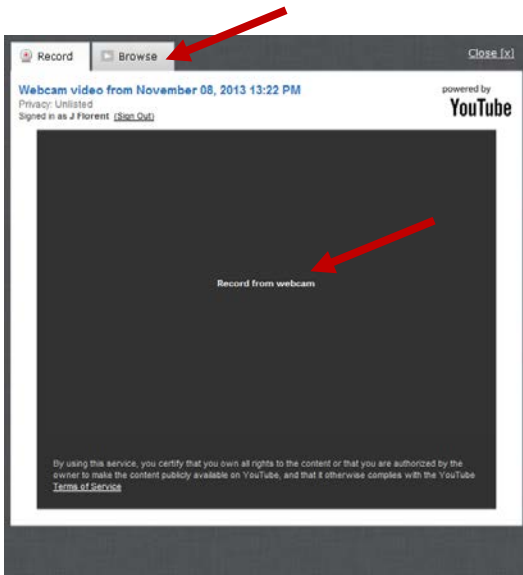 Record Browse Close [x]
Webcam video from November 08, 2013 13:22 PM
powered by
Privacy: Unlisted
YouTube
Signed in as J Florent (Sign Out)
Record from webcam
By using this service, you certify that you own all rights to the content or that you are authorized by the
owner to make the content publicly available on YouTube, and that it otherwise complies with the YouTube
Terms of Service